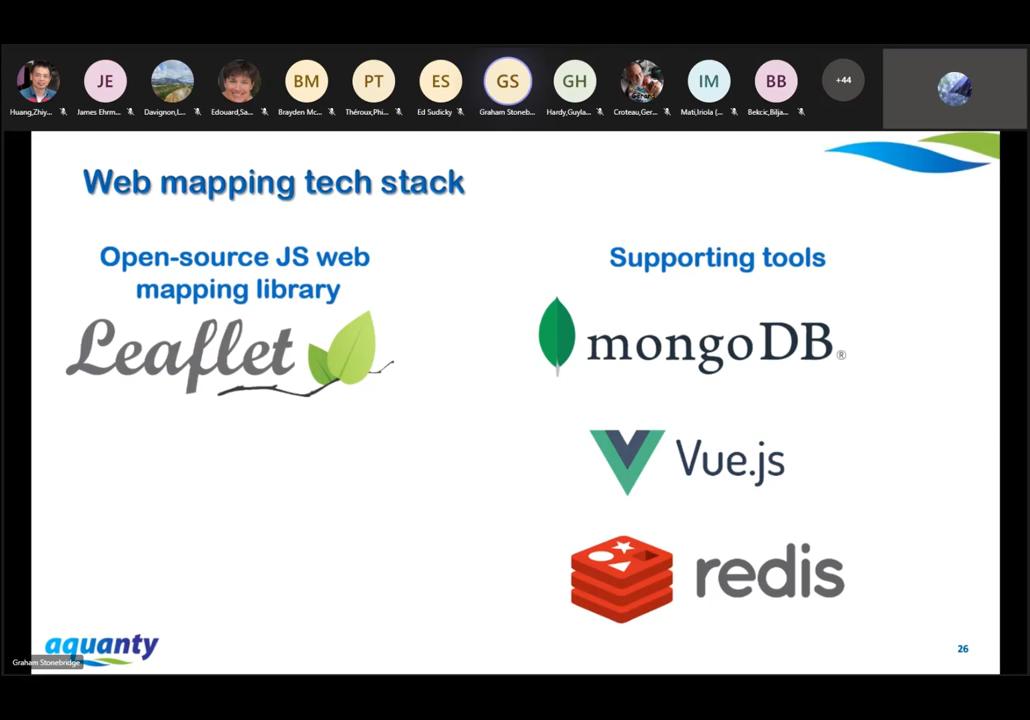 JE
BM
PT
ES
GS
GH
IM
BB
+44
Huang,Zhiy...
James Ehrm...
Davignon,L...
Edouard,Sa...
Brayden Mc...
Théroux,Phi...
Ed Sudicky
Graham Stoneb...
Hardy,Guyla...
Croteau,Ger...
Mati,Iriola (...
Bekcic,Bilja...
Web mapping tech stack
Open-source JS web
mapping library
Leaflet
Supporting tools
mongoDB®
Vue.js
redis
aquanty
Graham Stonebridge
26